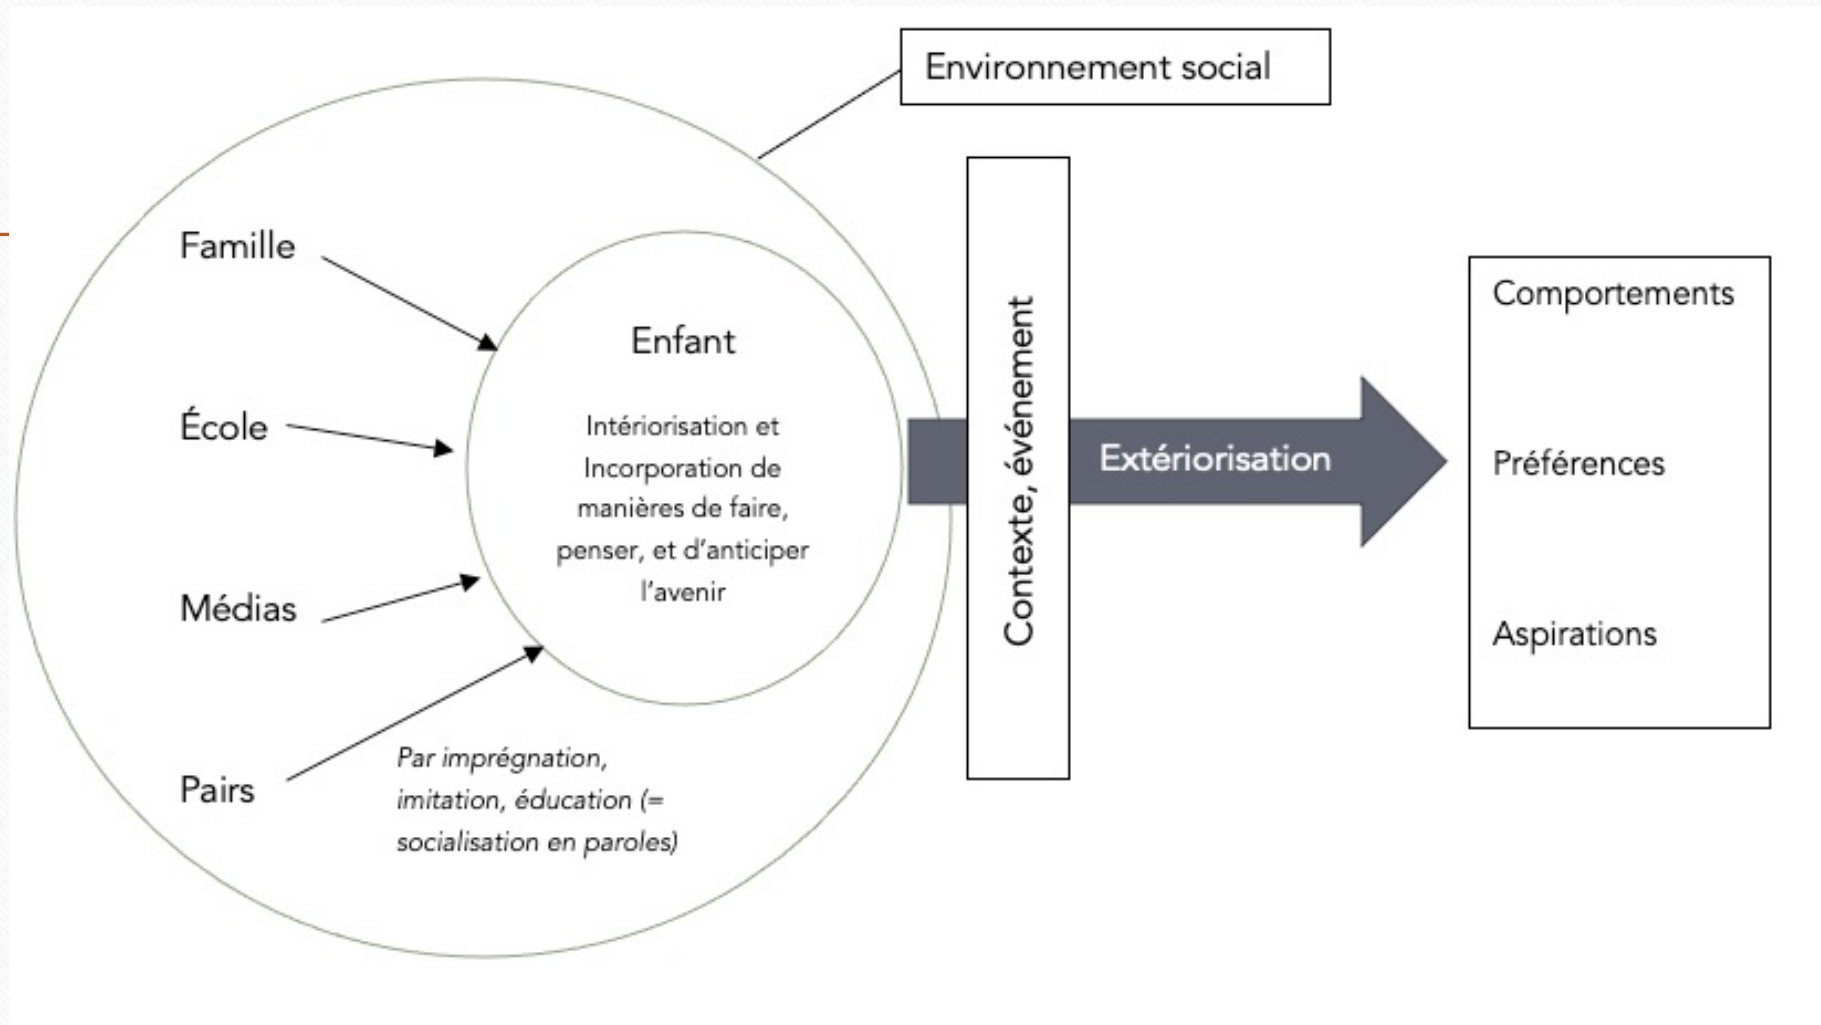 Environnement social
Famille
École
Médias
Pairs
Enfant
Intériorisation et
Incorporation de
manières de faire,
penser, et d'anticiper
l'avenir
Par imprégnation,
imitation, éducation (=
socialisation en paroles)
Contexte, événement
Extériorisation
Comportements
Préférences
Aspirations